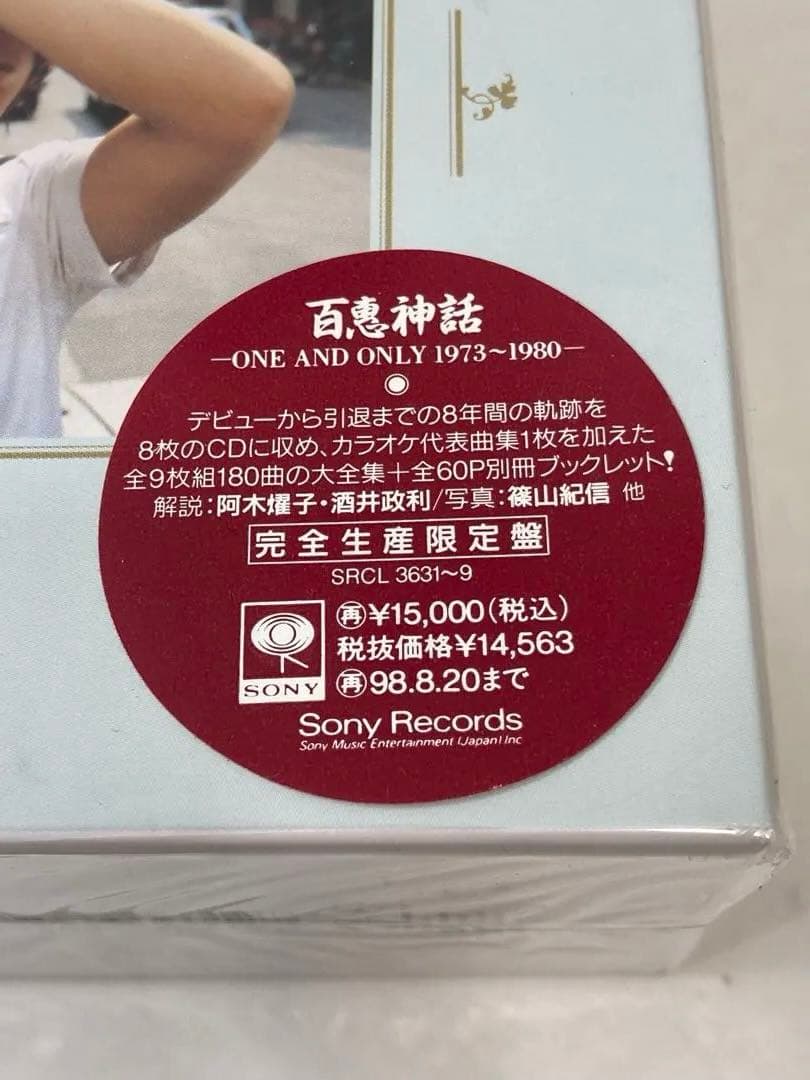 百惠神話
—ONE AND ONLY 1973~1980—
デビューから引退までの8年間の軌跡を
8枚のCDに収め、カラオケ代表曲集1枚を加えた
全9枚組180曲の大全集+全60P別冊ブックレット!
解説:阿木燿子・酒井政利/写真:篠山紀信 他
完全生産限定盤
SRCL 3631~9
再¥15,000(税込)
税抜価格¥14,563
再98.8.20まで
SONY
Sony Records
Sony Music Entertainment (Japan) Inc